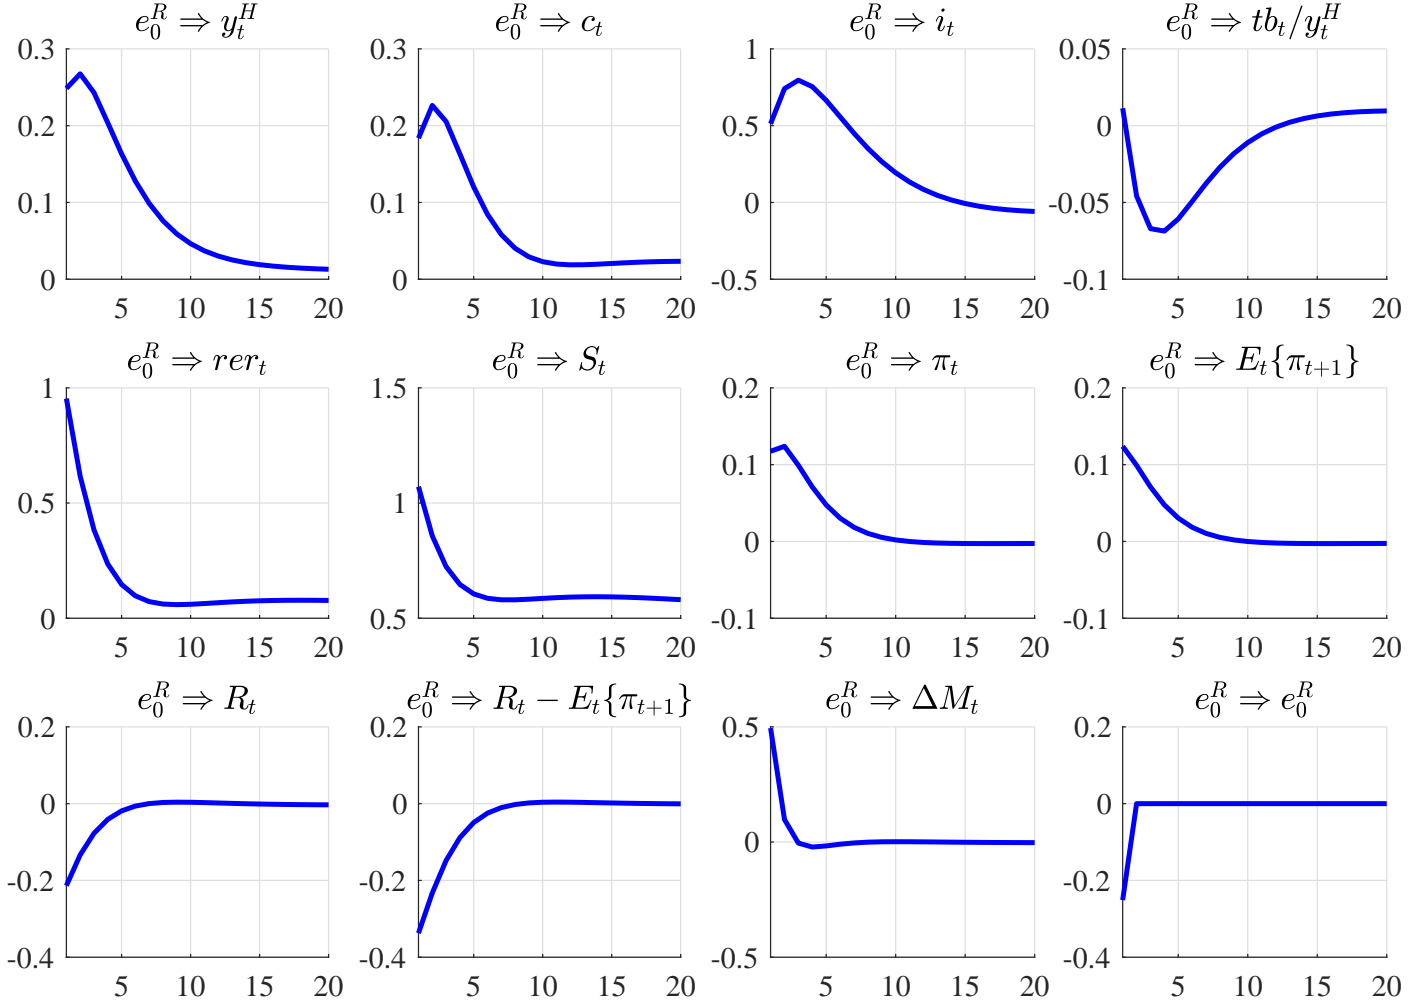 e_0^R ⇒ y_t^H e_0^R ⇒ c_t e_0^R ⇒ i_t e_0^R ⇒ tb_t/y_t^H
0.3 0.3 1 0.05
0.2 0.2 0.5 0
0.1 0.1 0 -0.05
0 0 -0.5 -0.1
5 10 15 20 5 10 15 20 5 10 15 20 5 10 15 20
e_0^R ⇒ rer_t e_0^R ⇒ S_t e_0^R ⇒ π_t e_0^R ⇒ E_t{π_{t+1}}
1 1.5 0.2 0.2
0.1 0.1
0.5 1
0 0
0 0.5 -0.1 -0.1
5 10 15 20 5 10 15 20 5 10 15 20 5 10 15 20
e_0^R ⇒ R_t e_0^R ⇒ R_t − E_t{π_{t+1}} e_0^R ⇒ ΔM_t e_0^R ⇒ e_0^R
0.2 0.2 0.5 0.2
0 0 0
0
-0.2 -0.2 -0.2
-0.4 -0.4 -0.5 -0.4
5 10 15 20 5 10 15 20 5 10 15 20 5 10 15 20